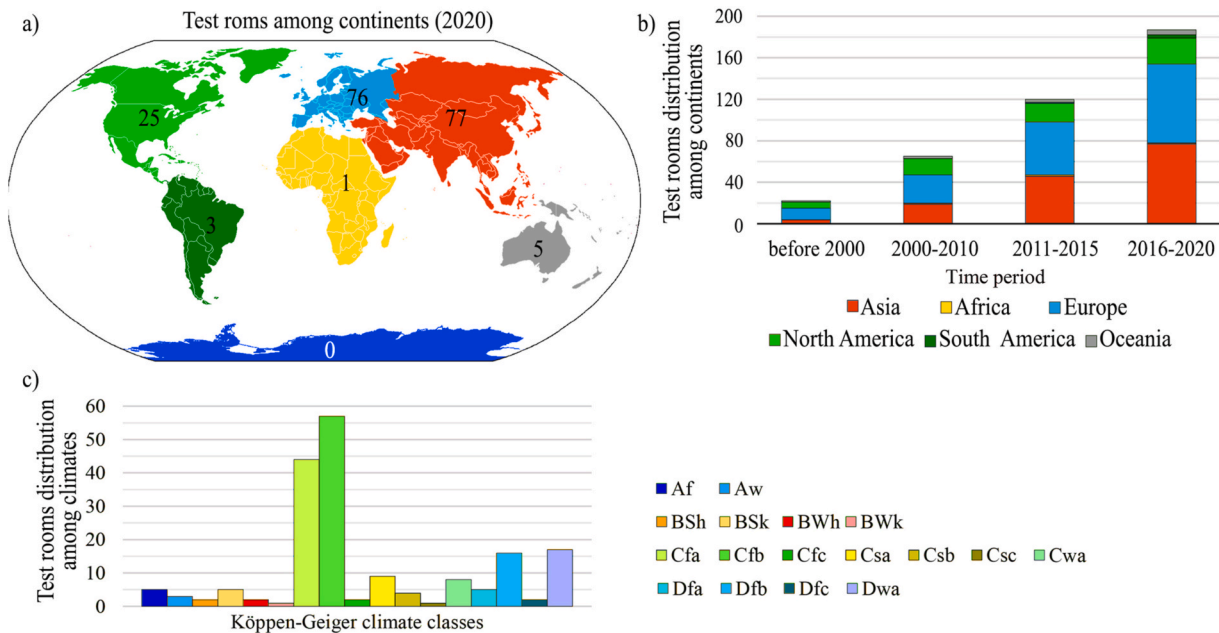 Test roms among continents (2020)
a)
25
76
77
1
3
5
0
b)
Test rooms distribution
among continents
200
160
120
80
40
0
before 2000
2000-2010
2011-2015
2016-2020
Time period
Asia
Africa
Europe
North America
South America
Oceania
c)
Test rooms distribution
among climates
60
50
40
30
20
10
0
Köppen-Geiger climate classes
Af
Aw
BSh
BSk
BWh
BWk
Cfa
Cfb
Cfc
Csa
Csb
Csc
Cwa
Dfa
Dfb
Dfc
Dwa